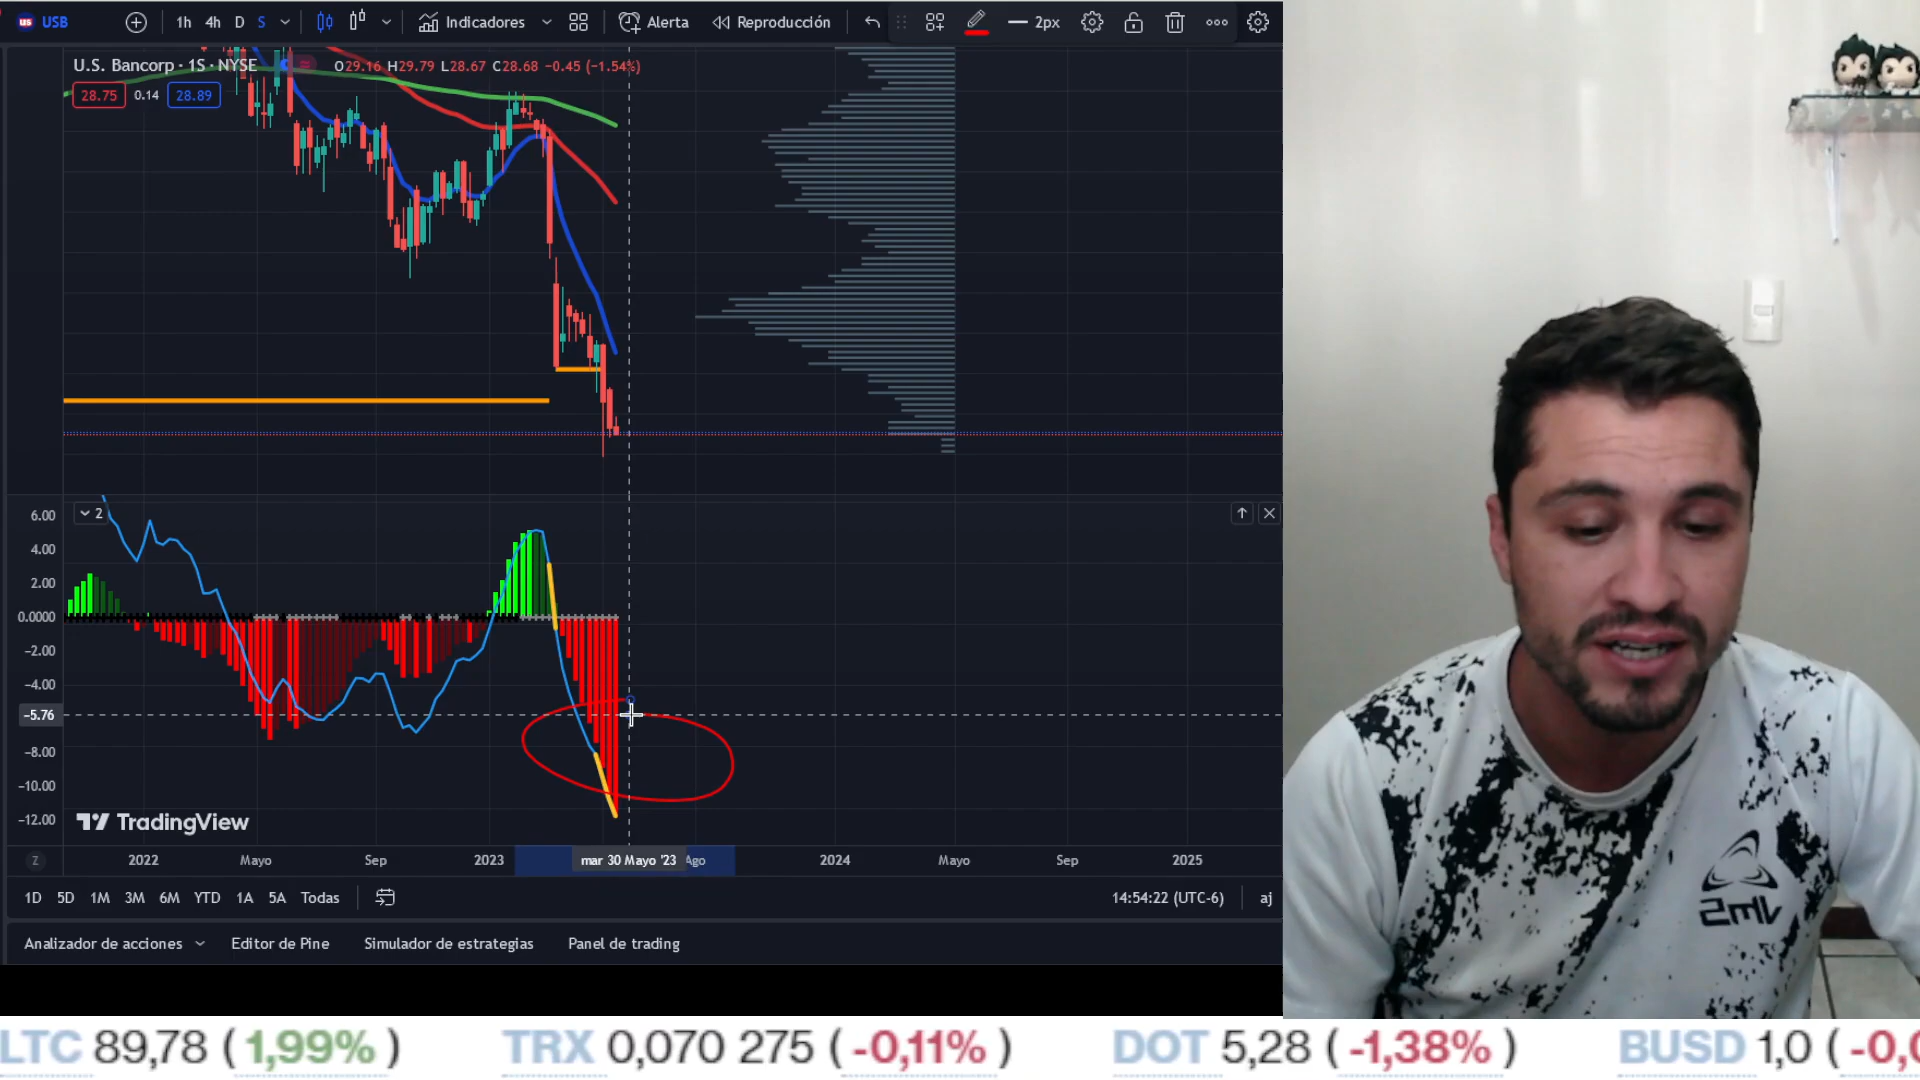 USB
1h 4h D S Indicadores Alerta Reproducción 2px
U.S. Bancorp · 1S · NYSE O29.16 H29.79 L28.67 C28.68 −0.45 (−1.54%)
28.75 0.14 28.89
2
6.00
4.00
2.00
0.0000
−2.00
−4.00
−5.76
−8.00
−10.00
−12.00
TradingView
Z 2022 Mayo Sep 2023 mar 30 Mayo '23 Ago 2024 Mayo Sep 2025
1D 5D 1M 3M 6M YTD 1A 5A Todas 14:54:22 (UTC-6) aj
Analizador de acciones Editor de Pine Simulador de estrategias Panel de trading
LTC 89,78 ( 1,99% ) TRX 0,070 275 ( -0,11% ) DOT 5,28 ( -1,38% ) BUSD 1,0 ( -0,0